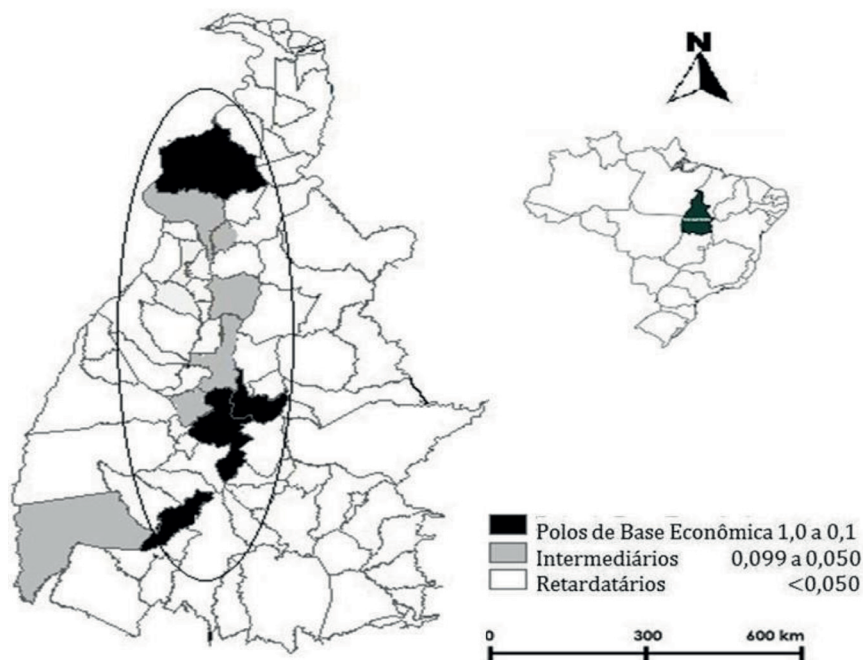 N
Polos de Base Econômica 1,0 a 0,1
Intermediários 0,099 a 0,050
Retardatários <0,050
0 300 600 km